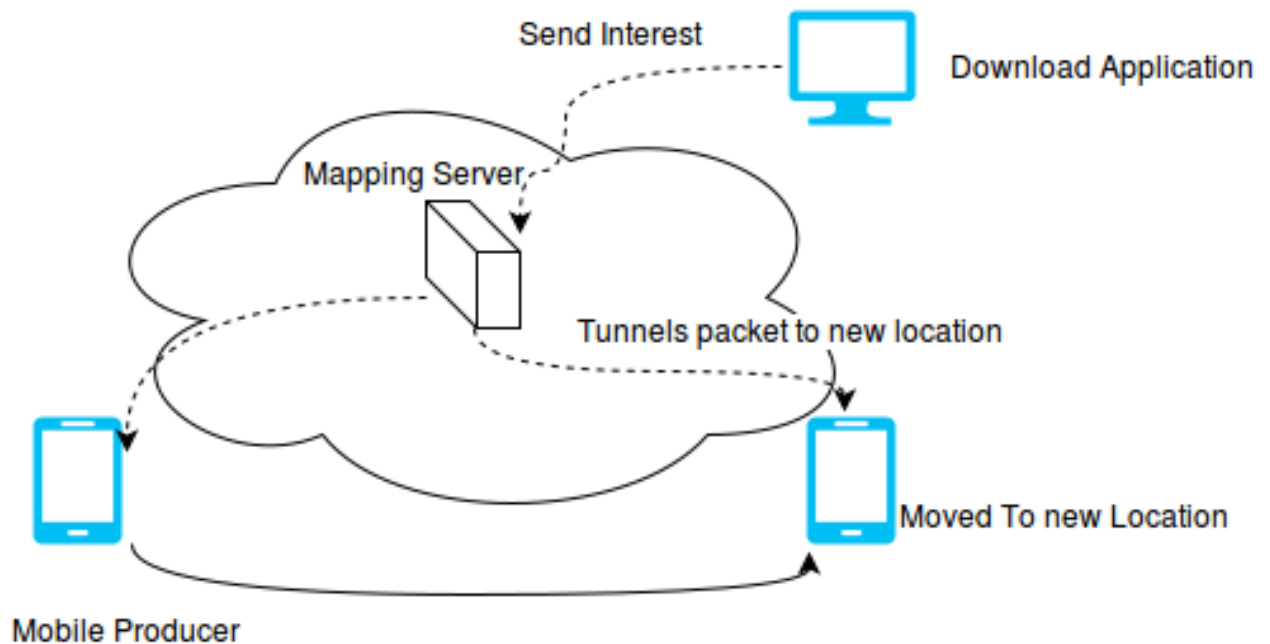 Send Interest
Download Application
Mapping Server
Tunnels packet to new location
Moved To new Location
Mobile Producer